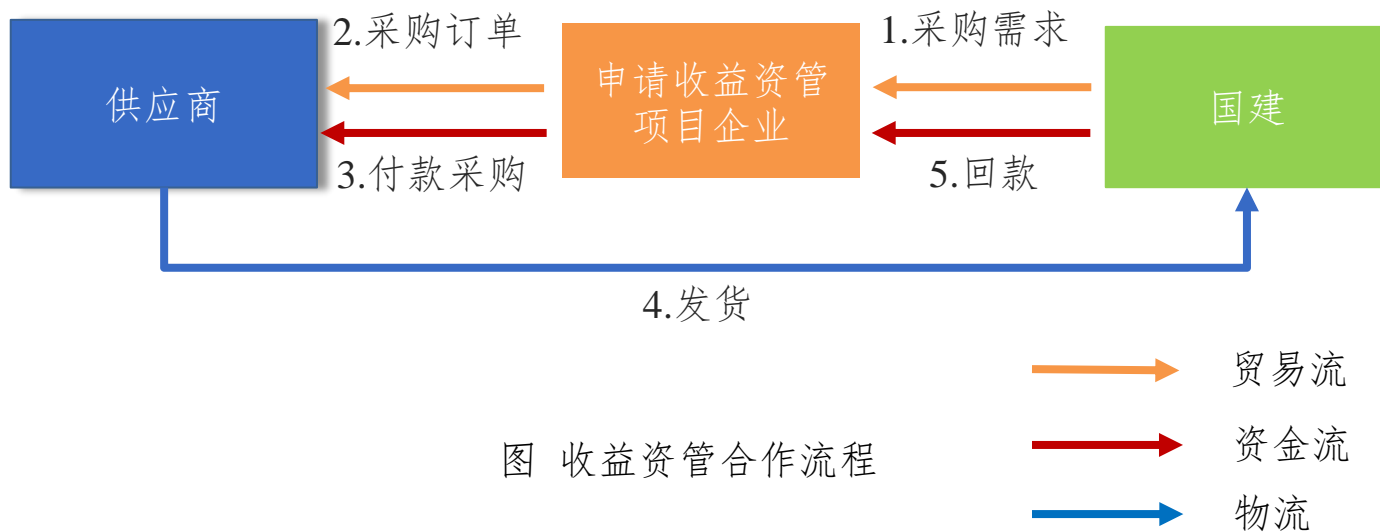 2.采购订单
1.采购需求
供应商
申请收益资管
项目企业
国建
3.付款采购
5.回款
4.发货
贸易流
图 收益资管合作流程
资金流
物流